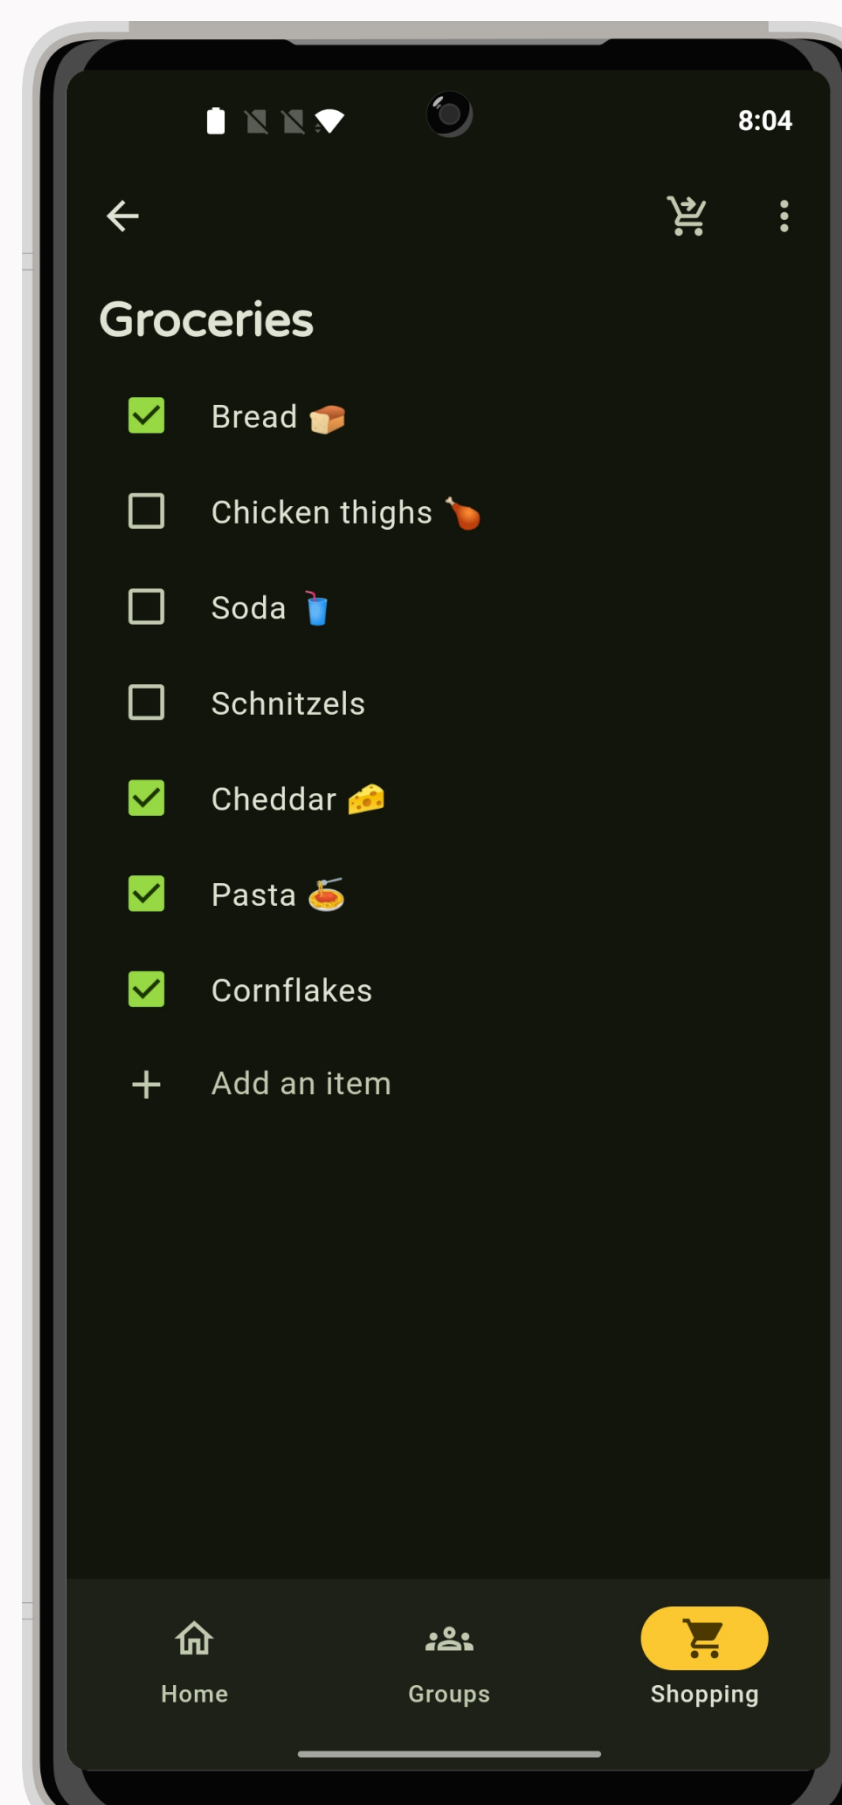 8:04
Groceries
Bread 🍞
Chicken thighs 🍗
Soda 🥤
Schnitzels
Cheddar 🧀
Pasta 🍝
Cornflakes
Add an item
Home
Groups
Shopping